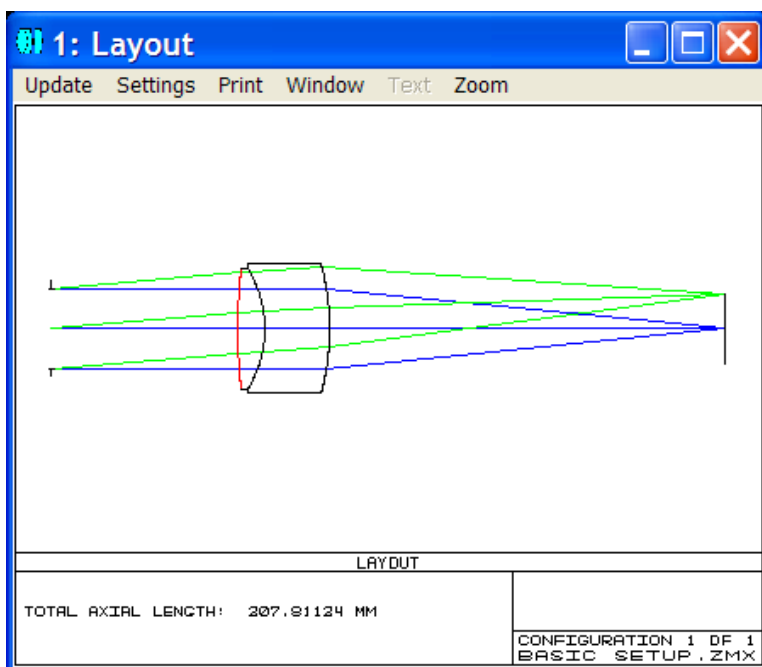 1: Layout
Update Settings Print Window Text Zoom
LAYOUT
TOTAL AXIAL LENGTH: 207.81124 MM
CONFIGURATION 1 OF 1
BASIC SETUP.ZMX